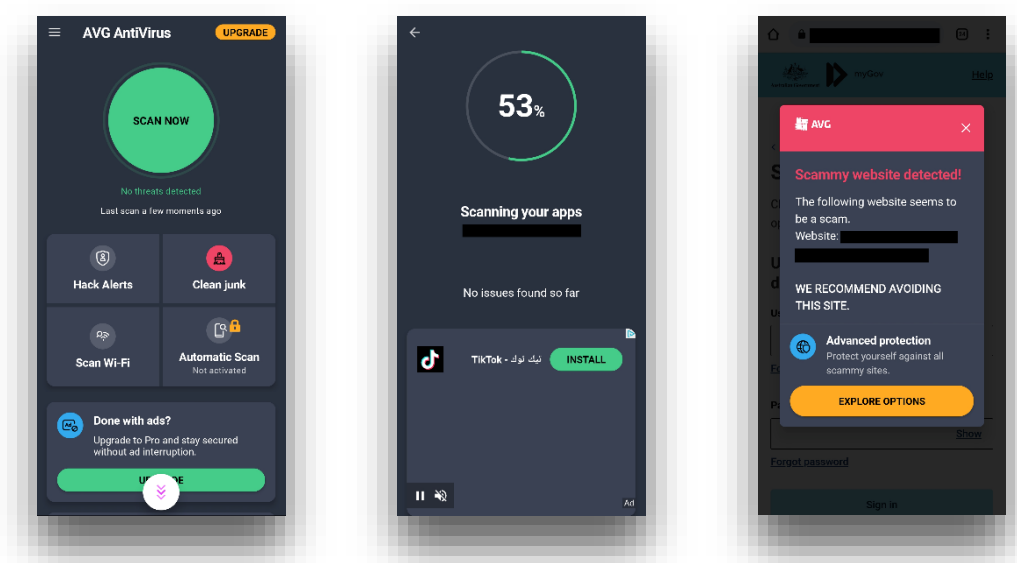 AVG AntiVirus
UPGRADE
SCAN NOW
No threats detected
Last scan a few moments ago
Hack Alerts
Clean junk
Scan Wi-Fi
Automatic Scan
Not activated
Done with ads?
Upgrade to Pro and stay secured
without ad interruption.
53%
Scanning your apps
No issues found so far
TikTok - تيك توك
INSTALL
Ad
myGov
Help
AVG
Scammy website detected!
The following website seems to
be a scam.
Website:
WE RECOMMEND AVOIDING
THIS SITE.
Advanced protection
Protect yourself against all
scammy sites.
EXPLORE OPTIONS
Show
Forgot password
Sign in